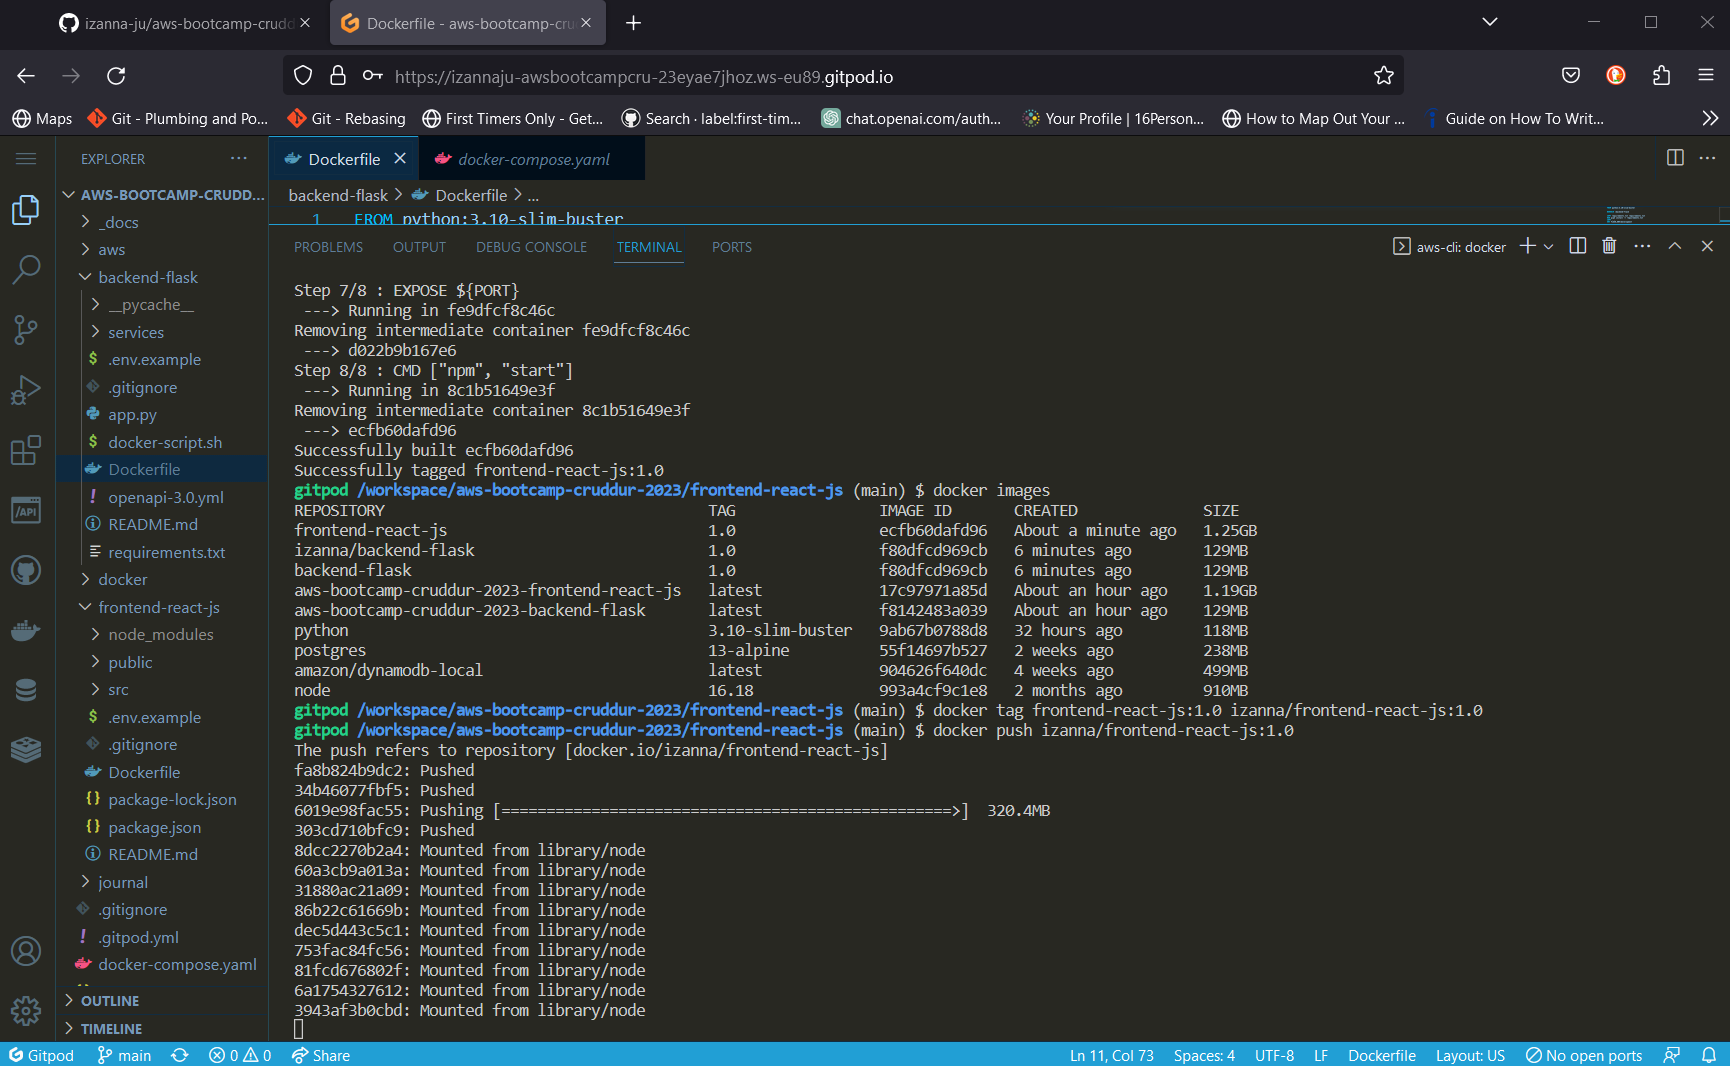 izanna-ju/aws-bootcamp-crudd
Dockerfile - aws-bootcamp-cru
https://izannaju-awsbootcampcru-23eyae7jhoz.ws-eu89.gitpod.io
Maps
Git - Plumbing and Po...
Git - Rebasing
First Timers Only - Get...
Search · label:first-tim...
chat.openai.com/auth...
Your Profile | 16Person...
How to Map Out Your ...
Guide on How To Writ...
EXPLORER
Dockerfile
docker-compose.yaml
AWS-BOOTCAMP-CRUDD...
backend-flask > Dockerfile > ...
1 FROM python:3.10-slim-buster
_docs
aws
backend-flask
__pycache__
services
.env.example
.gitignore
app.py
docker-script.sh
Dockerfile
openapi-3.0.yml
README.md
requirements.txt
docker
frontend-react-js
node_modules
public
src
.env.example
.gitignore
Dockerfile
package-lock.json
package.json
README.md
journal
.gitignore
.gitpod.yml
docker-compose.yaml
OUTLINE
TIMELINE
PROBLEMS OUTPUT DEBUG CONSOLE TERMINAL PORTS
aws-cli: docker
Step 7/8 : EXPOSE ${PORT}
---> Running in fe9dfcf8c46c
Removing intermediate container fe9dfcf8c46c
---> d022b9b167e6
Step 8/8 : CMD ["npm", "start"]
---> Running in 8c1b51649e3f
Removing intermediate container 8c1b51649e3f
---> ecfb60dafd96
Successfully built ecfb60dafd96
Successfully tagged frontend-react-js:1.0
gitpod /workspace/aws-bootcamp-cruddur-2023/frontend-react-js (main) $ docker images
REPOSITORY TAG IMAGE ID CREATED SIZE
frontend-react-js 1.0 ecfb60dafd96 About a minute ago 1.25GB
izanna/backend-flask 1.0 f80dfcd969cb 6 minutes ago 129MB
backend-flask 1.0 f80dfcd969cb 6 minutes ago 129MB
aws-bootcamp-cruddur-2023-frontend-react-js latest 17c97971a85d About an hour ago 1.19GB
aws-bootcamp-cruddur-2023-backend-flask latest f8142483a039 About an hour ago 129MB
python 3.10-slim-buster 9ab67b0788d8 32 hours ago 118MB
postgres 13-alpine 55f14697b527 2 weeks ago 238MB
amazon/dynamodb-local latest 904626f640dc 4 weeks ago 499MB
node 16.18 993a4cf9c1e8 2 months ago 910MB
gitpod /workspace/aws-bootcamp-cruddur-2023/frontend-react-js (main) $ docker tag frontend-react-js:1.0 izanna/frontend-react-js:1.0
gitpod /workspace/aws-bootcamp-cruddur-2023/frontend-react-js (main) $ docker push izanna/frontend-react-js:1.0
The push refers to repository [docker.io/izanna/frontend-react-js]
fa8b824b9dc2: Pushed
34b46077fbf5: Pushed
6019e98fac55: Pushing [==================================================>] 320.4MB
303cd710bfc9: Pushed
8dcc2270b2a4: Mounted from library/node
60a3cb9a013a: Mounted from library/node
31880ac21a09: Mounted from library/node
86b22c61669b: Mounted from library/node
dec5d443c5c1: Mounted from library/node
753fac84fc56: Mounted from library/node
81fcd676802f: Mounted from library/node
6a1754327612: Mounted from library/node
3943af3b0cbd: Mounted from library/node
Gitpod main 0 0 Share Ln 11, Col 73 Spaces: 4 UTF-8 LF Dockerfile Layout: US No open ports